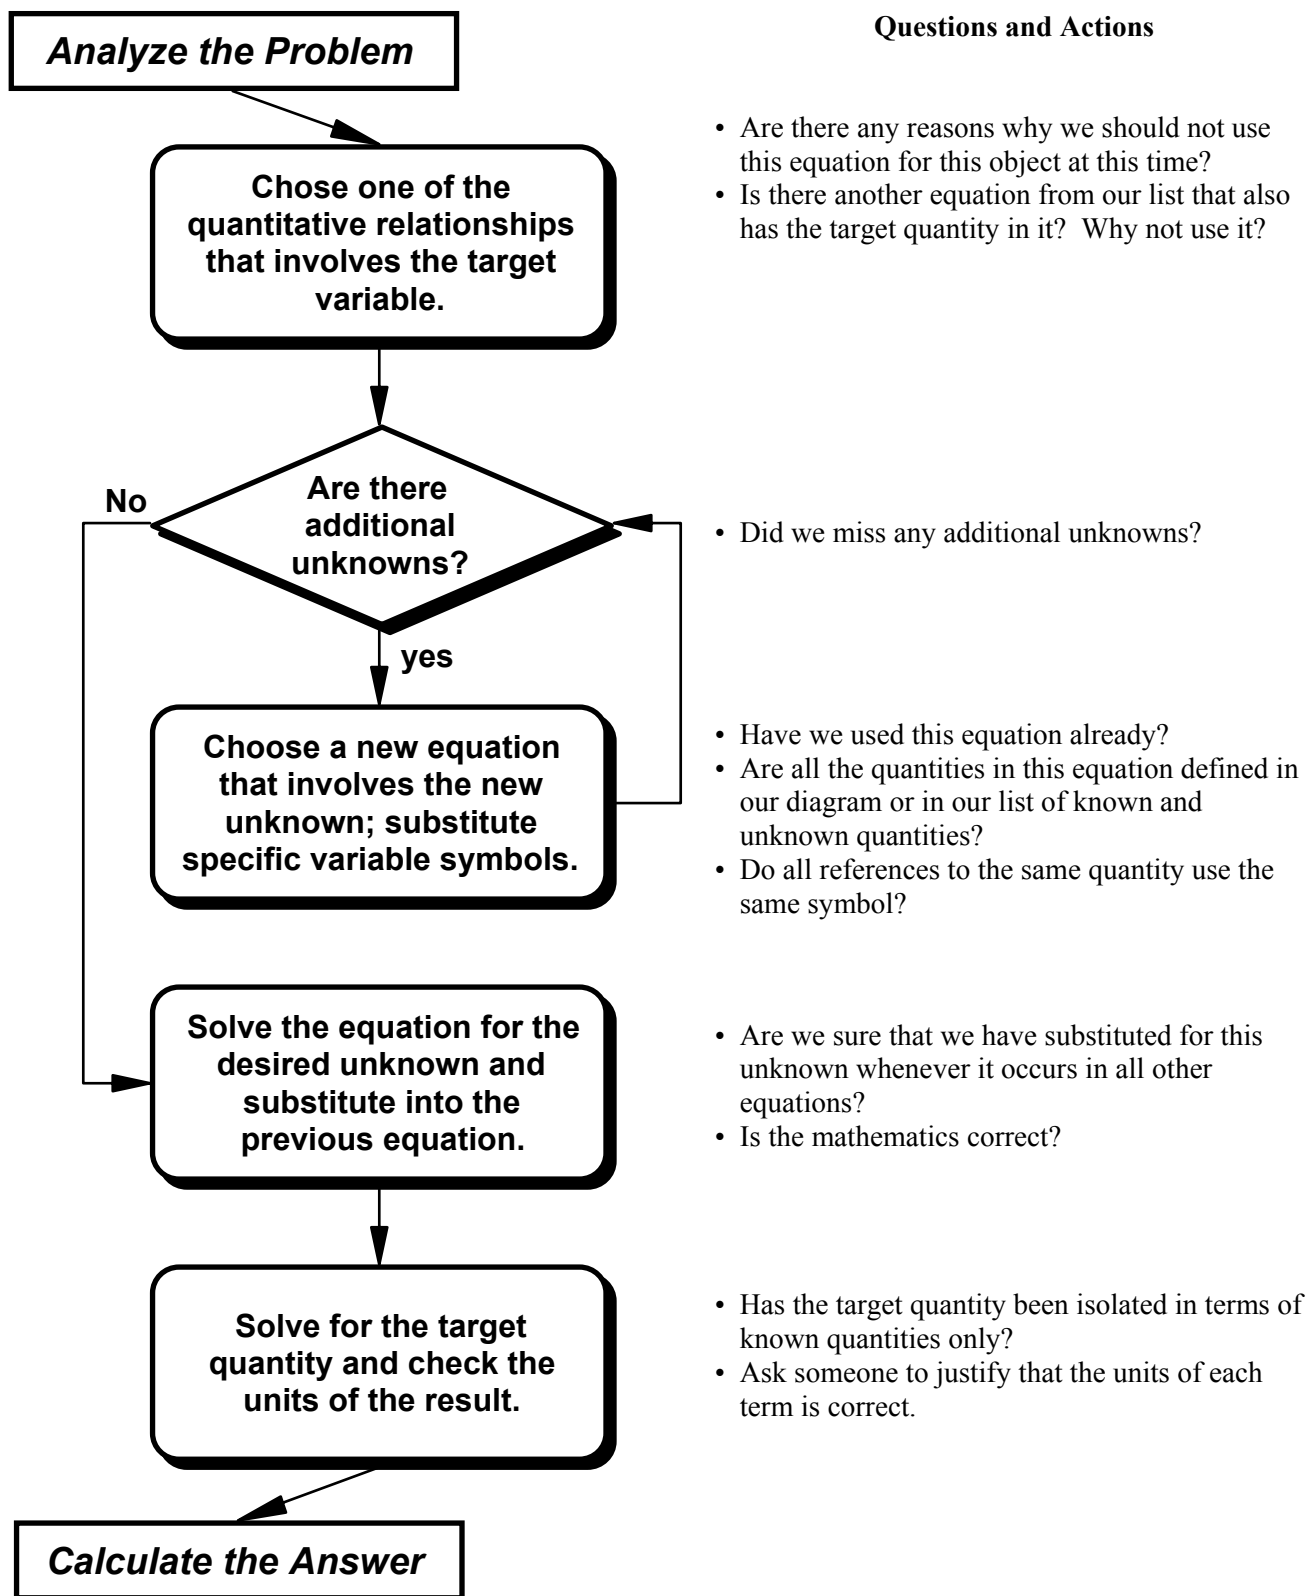 Analyze the Problem
Questions and Actions
Chose one of the
quantitative relationships
that involves the target
variable.
• Are there any reasons why we should not use
this equation for this object at this time?
• Is there another equation from our list that also
has the target quantity in it?  Why not use it?
No
Are there
additional
unknowns?
• Did we miss any additional unknowns?
yes
Choose a new equation
that involves the new
unknown; substitute
specific variable symbols.
• Have we used this equation already?
• Are all the quantities in this equation defined in
our diagram or in our list of known and
unknown quantities?
• Do all references to the same quantity use the
same symbol?
Solve the equation for the
desired unknown and
substitute into the
previous equation.
• Are we sure that we have substituted for this
unknown whenever it occurs in all other
equations?
• Is the mathematics correct?
Solve for the target
quantity and check the
units of the result.
• Has the target quantity been isolated in terms of
known quantities only?
• Ask someone to justify that the units of each
term is correct.
Calculate the Answer